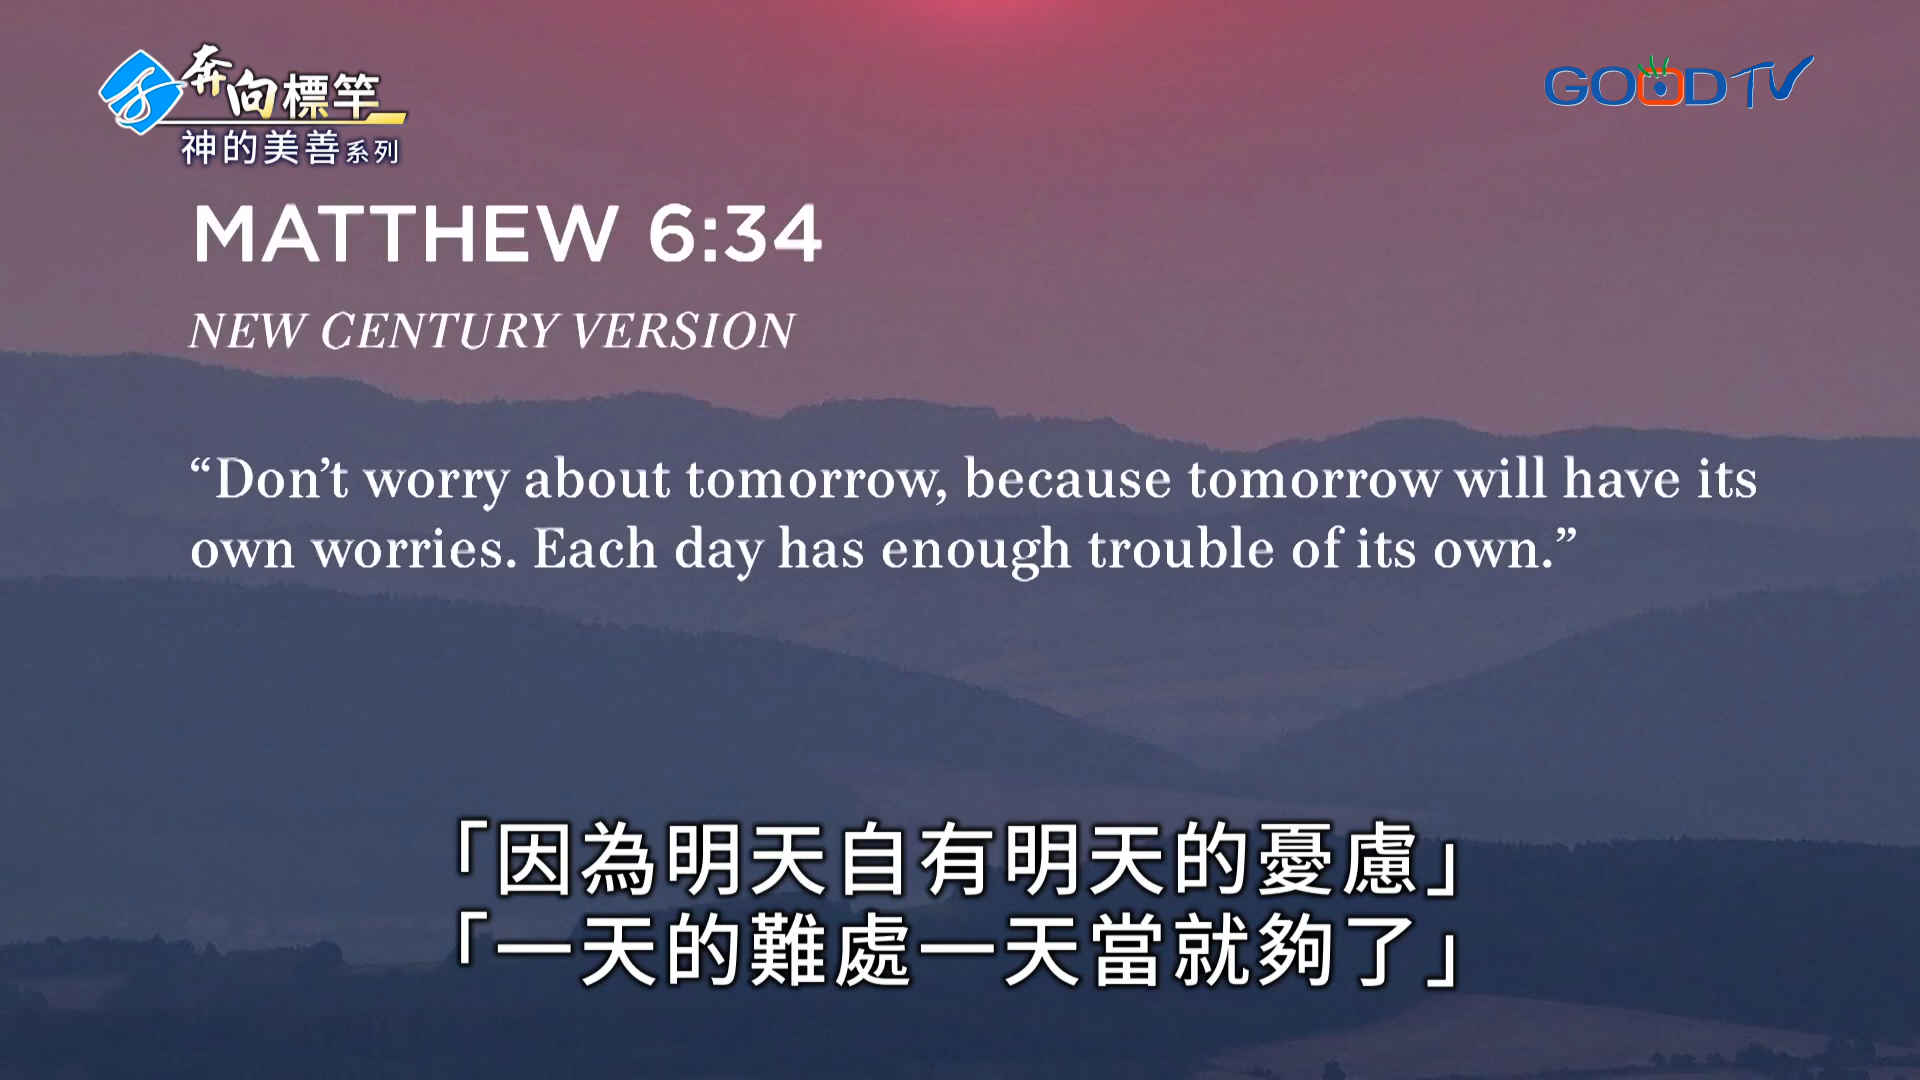 奔向標竿
神的美善系列
GOOD TV
MATTHEW 6:34
NEW CENTURY VERSION
“Don’t worry about tomorrow, because tomorrow will have its
own worries. Each day has enough trouble of its own.”
「因為明天自有明天的憂慮」
「一天的難處一天當就夠了」